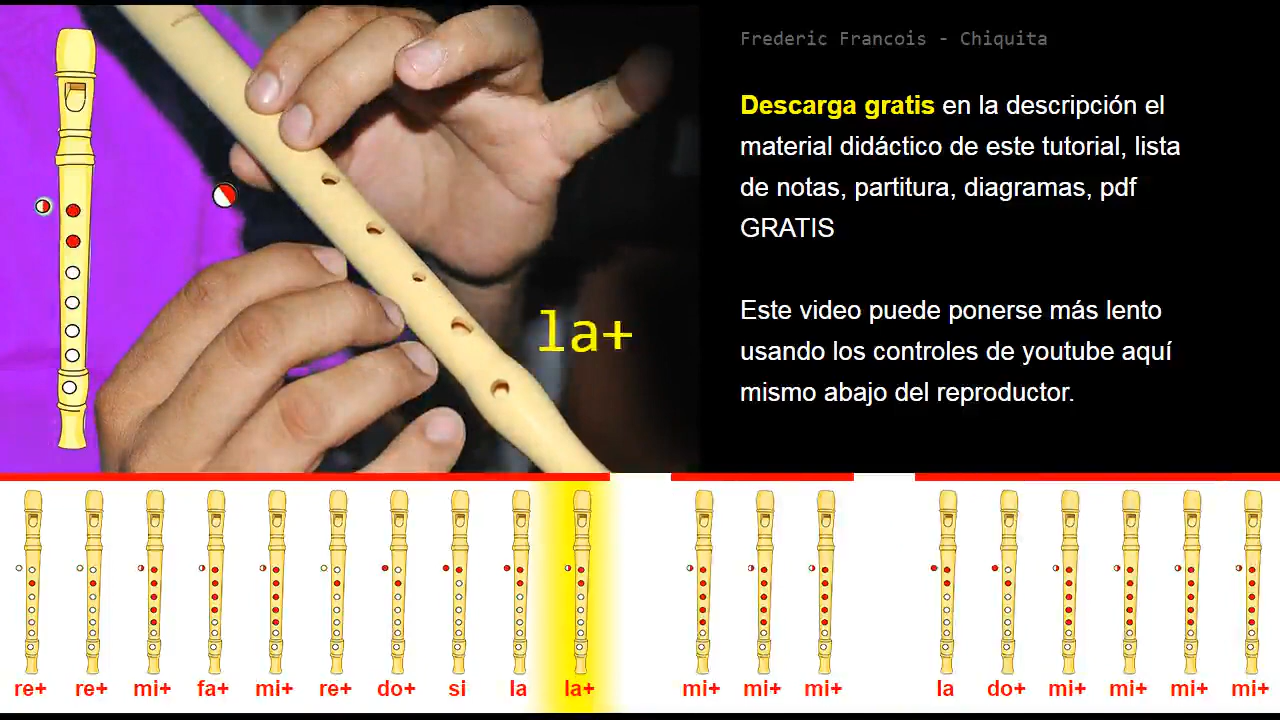 Frederic Francois - Chiquita
Descarga gratis en la descripción el
material didáctico de este tutorial, lista
de notas, partitura, diagramas, pdf
GRATIS
Este video puede ponerse más lento
usando los controles de youtube aquí
mismo abajo del reproductor.
la+
re+ re+ mi+ fa+ mi+ re+ do+ si la la+ mi+ mi+ mi+ la do+ mi+ mi+ mi+ mi+